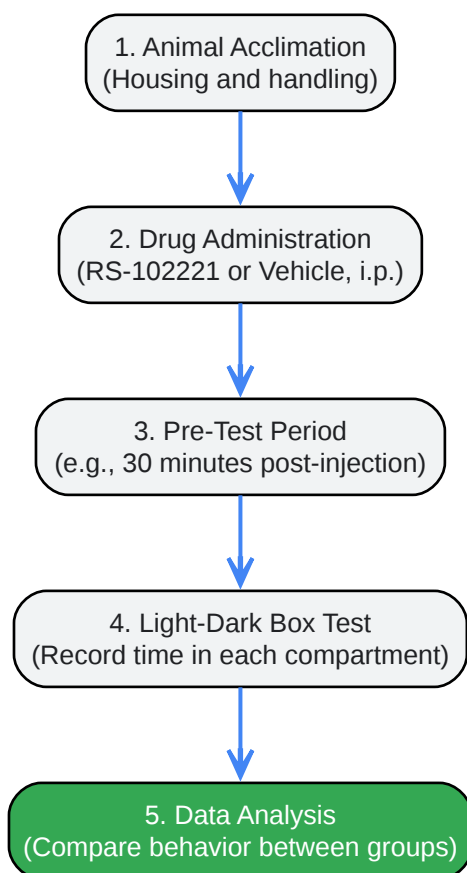 1. Animal Acclimation
(Housing and handling)
2. Drug Administration
(RS-102221 or Vehicle, i.p.)
3. Pre-Test Period
(e.g., 30 minutes post-injection)
4. Light-Dark Box Test
(Record time in each compartment)
5. Data Analysis
(Compare behavior between groups)